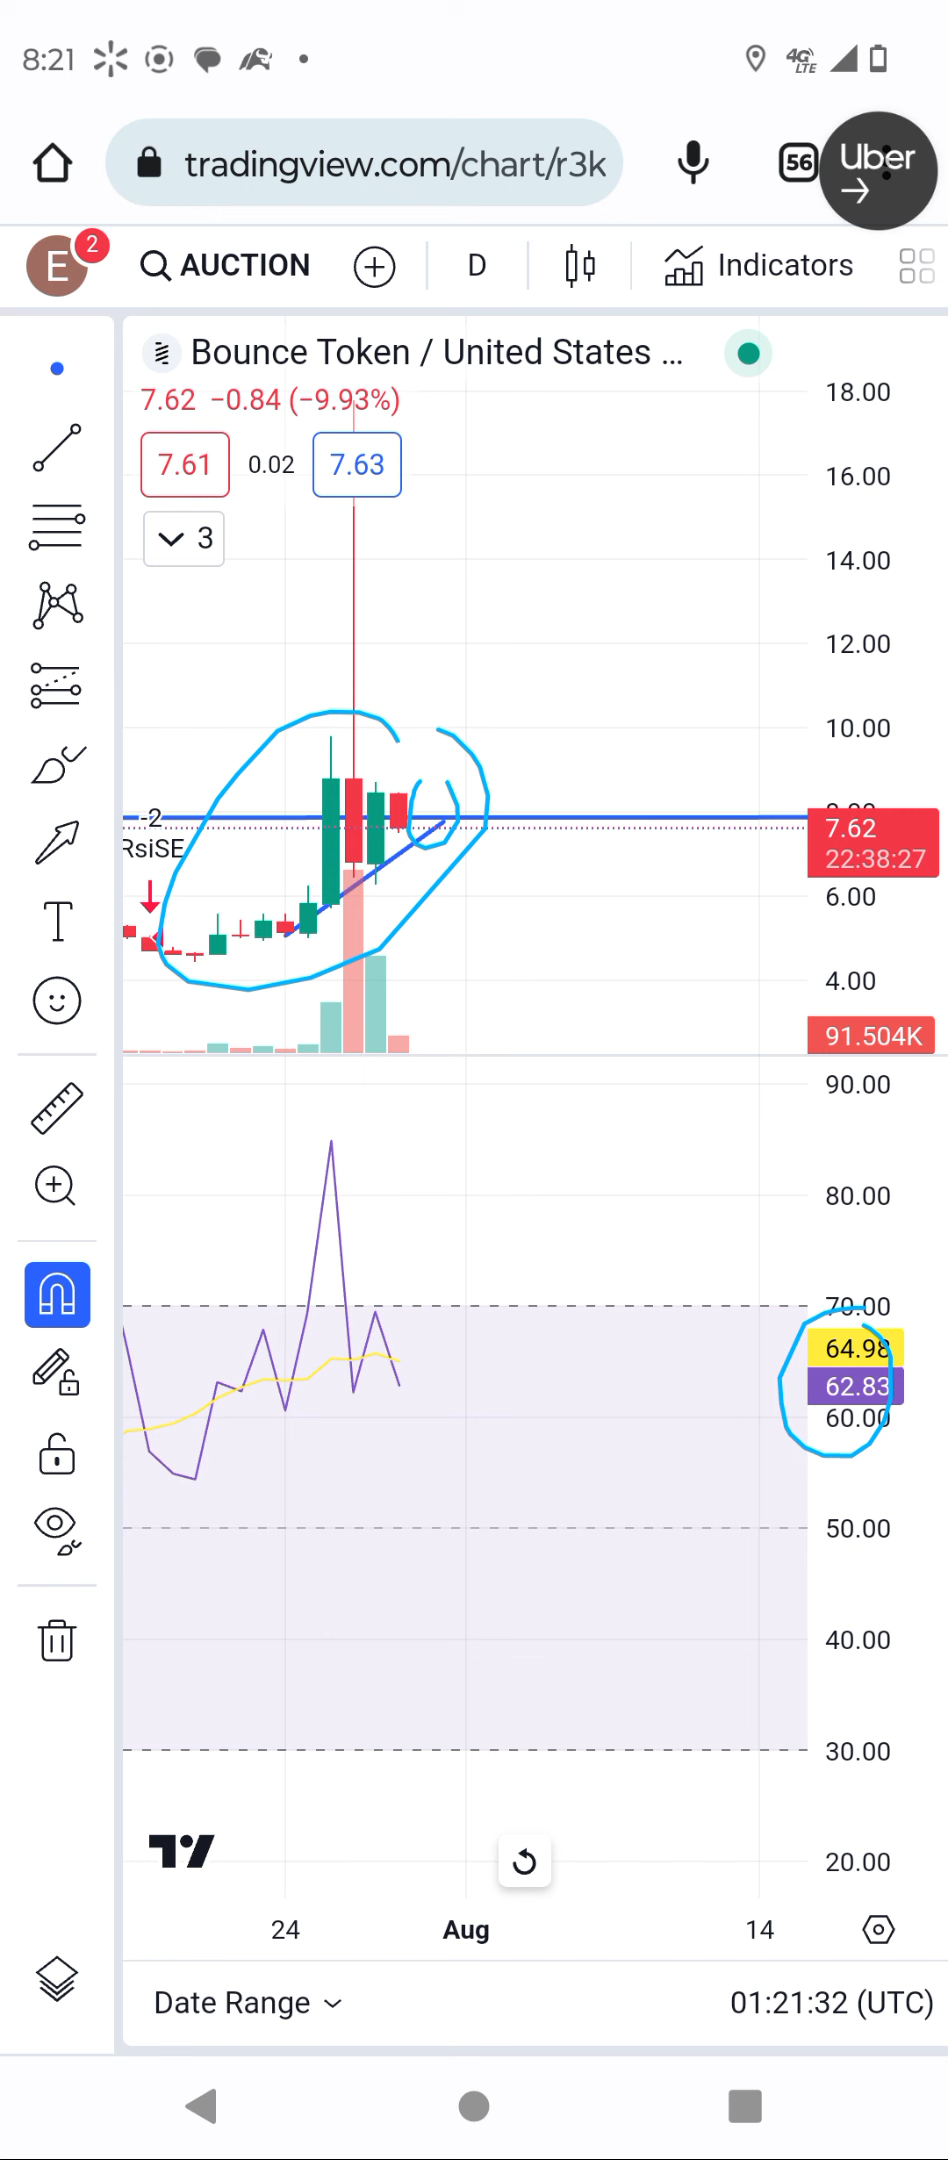 8:21 4G LTE
tradingview.com/chart/r3k 56 Uber
E 2 AUCTION D Indicators
Bounce Token / United States ...
7.62 −0.84 (−9.93%)
7.61 0.02 7.63
3
18.00
16.00
14.00
12.00
10.00
8.00
-2
7.62
RsiSE
22:38:27
6.00
4.00
91.504K
90.00
80.00
70.00
64.98
62.83
60.00
50.00
40.00
30.00
20.00
24 Aug 14
Date Range 01:21:32 (UTC)